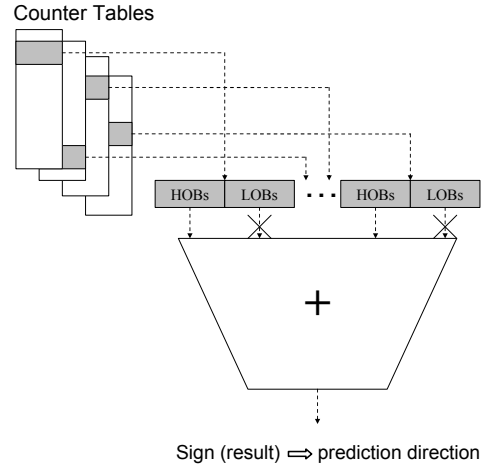 Counter Tables
HOBs LOBs ... HOBs LOBs
+
Sign (result) ⇨ prediction direction